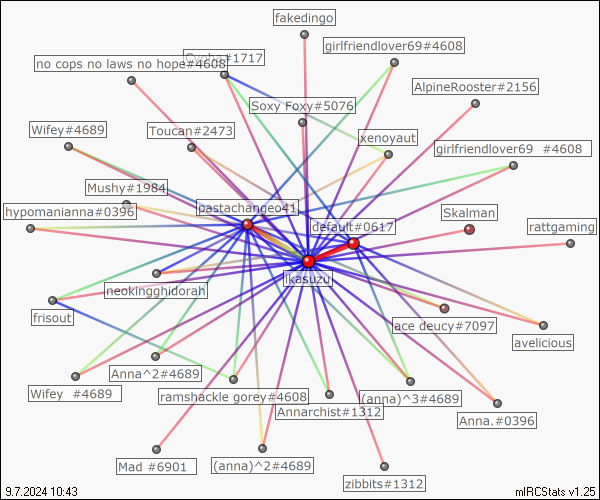 fakedingo
girlfriendlover69#4608
#1717
no cops no laws no hope#4608
AlpineRooster#2156
Soxy Foxy#5076
Wifey#4689
Toucan#2473
xenoyaut
girlfriendlover69 #4608
Mushy#1984
pastachangeo41
hypomanianna#0396
default#0617
Skalman
rattgaming
ikasuzu
neokingghidorah
frisout
ace deucy#7097
avelicious
Anna^2#4689
Wifey #4689
ramshackle gorey#4608
(anna)^3#4689
Annarchist#1312
Anna.#0396
Mad #6901
(anna)^2#4689
zibbits#1312
9.7.2024 10:43
mIRCStats v1.25